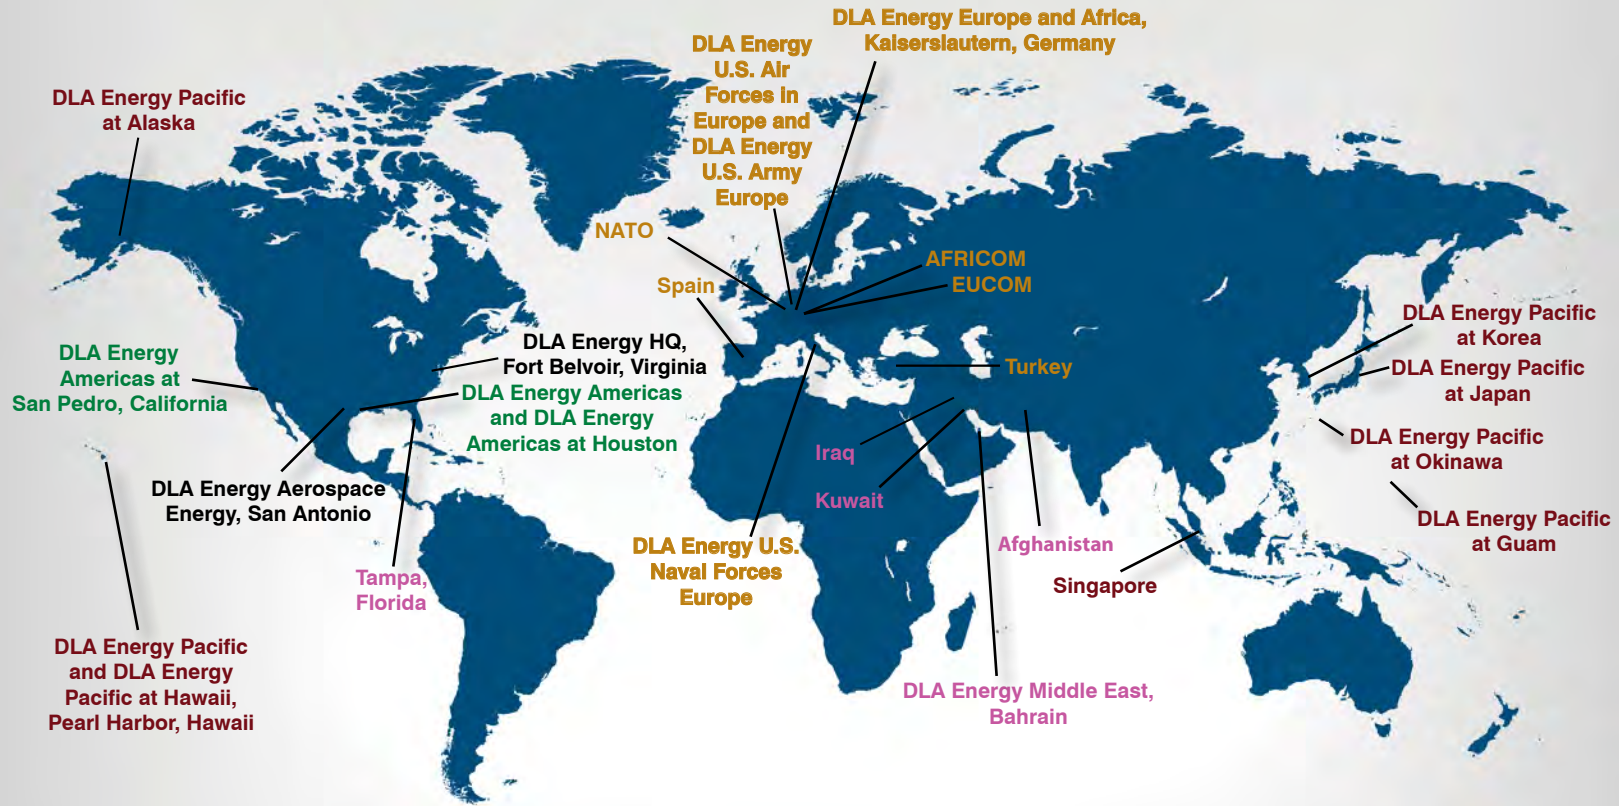 DLA Energy Europe and Africa,
Kaiserslautern, Germany
DLA Energy
U.S. Air
Forces in
Europe and
DLA Energy
U.S. Army
Europe
DLA Energy Pacific
at Alaska
NATO
Spain
AFRICOM
EUCOM
DLA Energy Pacific
at Korea
DLA Energy HQ,
Fort Belvoir, Virginia
DLA Energy
Americas at
San Pedro, California
Turkey
DLA Energy Pacific
at Japan
DLA Energy Americas
and DLA Energy
Americas at Houston
DLA Energy Pacific
at Okinawa
Iraq
Kuwait
DLA Energy Aerospace
Energy, San Antonio
DLA Energy Pacific
at Guam
Afghanistan
DLA Energy U.S.
Naval Forces
Europe
Singapore
Tampa,
Florida
DLA Energy Pacific
and DLA Energy
Pacific at Hawaii,
Pearl Harbor, Hawaii
DLA Energy Middle East,
Bahrain